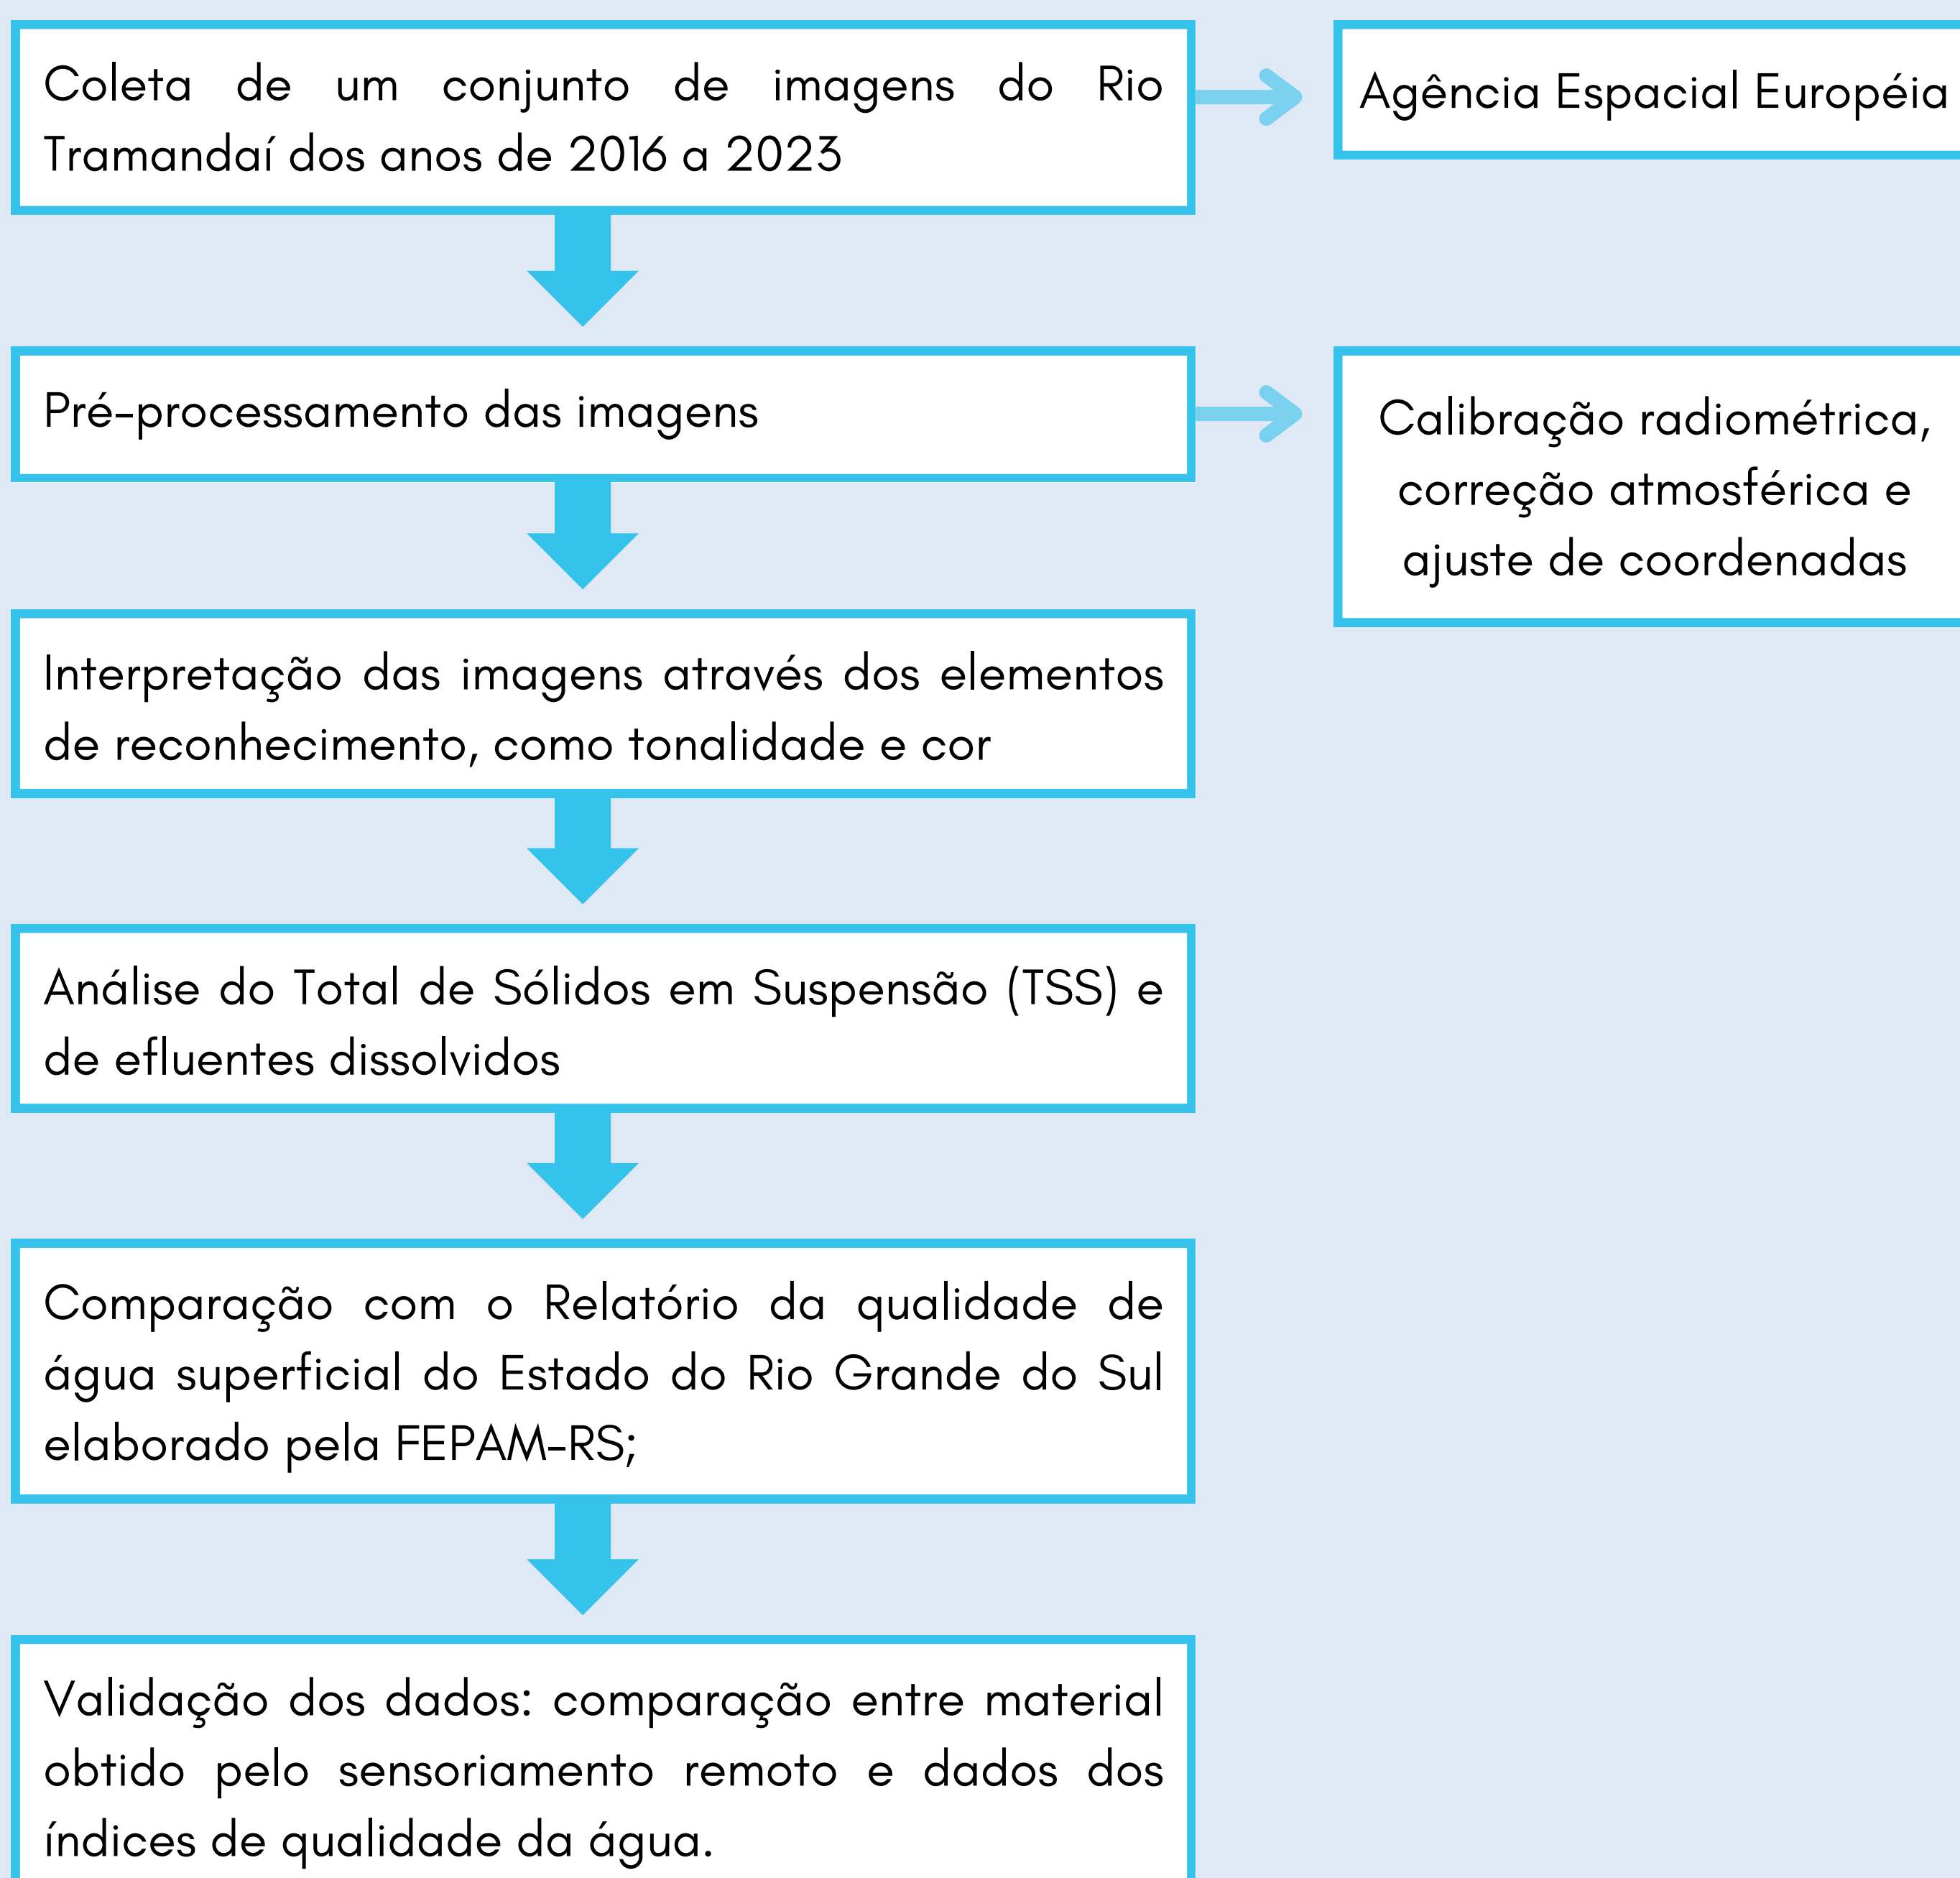 Coleta de um conjunto de imagens do Rio
Tramandaí dos anos de 2016 a 2023
Agência Espacial Européia
Pré-processamento das imagens
Calibração radiométrica,
correção atmosférica e
ajuste de coordenadas
Interpretação das imagens através dos elementos
de reconhecimento, como tonalidade e cor
Análise do Total de Sólidos em Suspensão (TSS) e
de efluentes dissolvidos
Comparação com o Relatório da qualidade de
água superficial do Estado do Rio Grande do Sul
elaborado pela FEPAM-RS;
Validação dos dados: comparação entre material
obtido pelo sensoriamento remoto e dados dos
índices de qualidade da água.